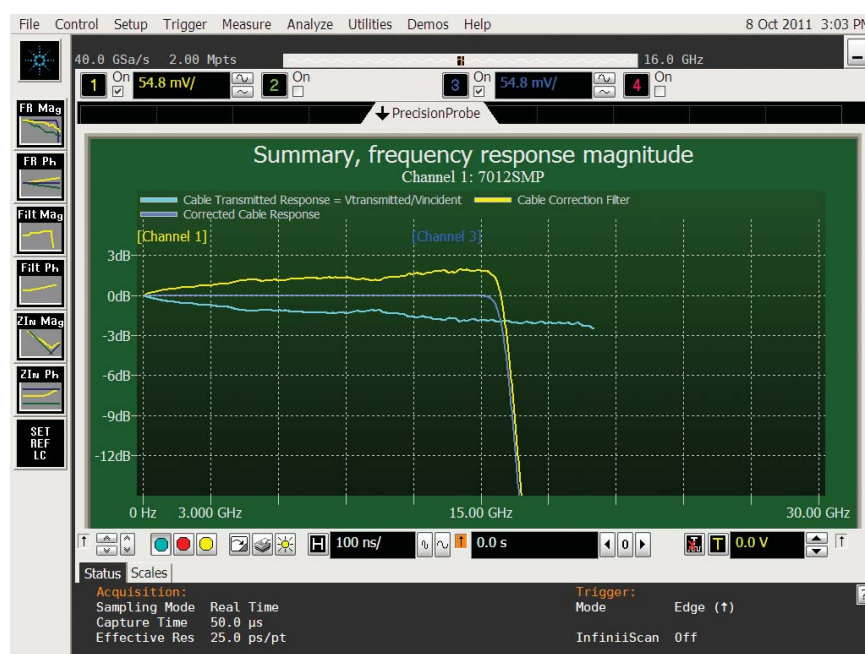 File Control Setup Trigger Measure Analyze Utilities Demos Help 8 Oct 2011 3:03 PM
40.0 GSa/s 2.00 Mpts 16.0 GHz
1 On 54.8 mV/ 2 On 3 On 54.8 mV/ 4 On
PrecisionProbe
FR Mag
FR Ph
Filt Mag
Filt Ph
ZIN Mag
ZIN Ph
SET
REF
LC
Summary, frequency response magnitude
Channel 1: 7012SMP
Cable Transmitted Response = Vtransmitted/Vincident Cable Correction Filter
Corrected Cable Response
[Channel 1] [Channel 3]
3dB
0dB
-3dB
-6dB
-9dB
-12dB
0 Hz 3.000 GHz 15.00 GHz 30.00 GHz
H 100 ns/ 0.0 s 0 T 0.0 V
Status Scales
Acquisition: Trigger:
Sampling Mode Real Time Mode Edge (↑)
Capture Time 50.0 µs
Effective Res 25.0 ps/pt InfiniiScan Off